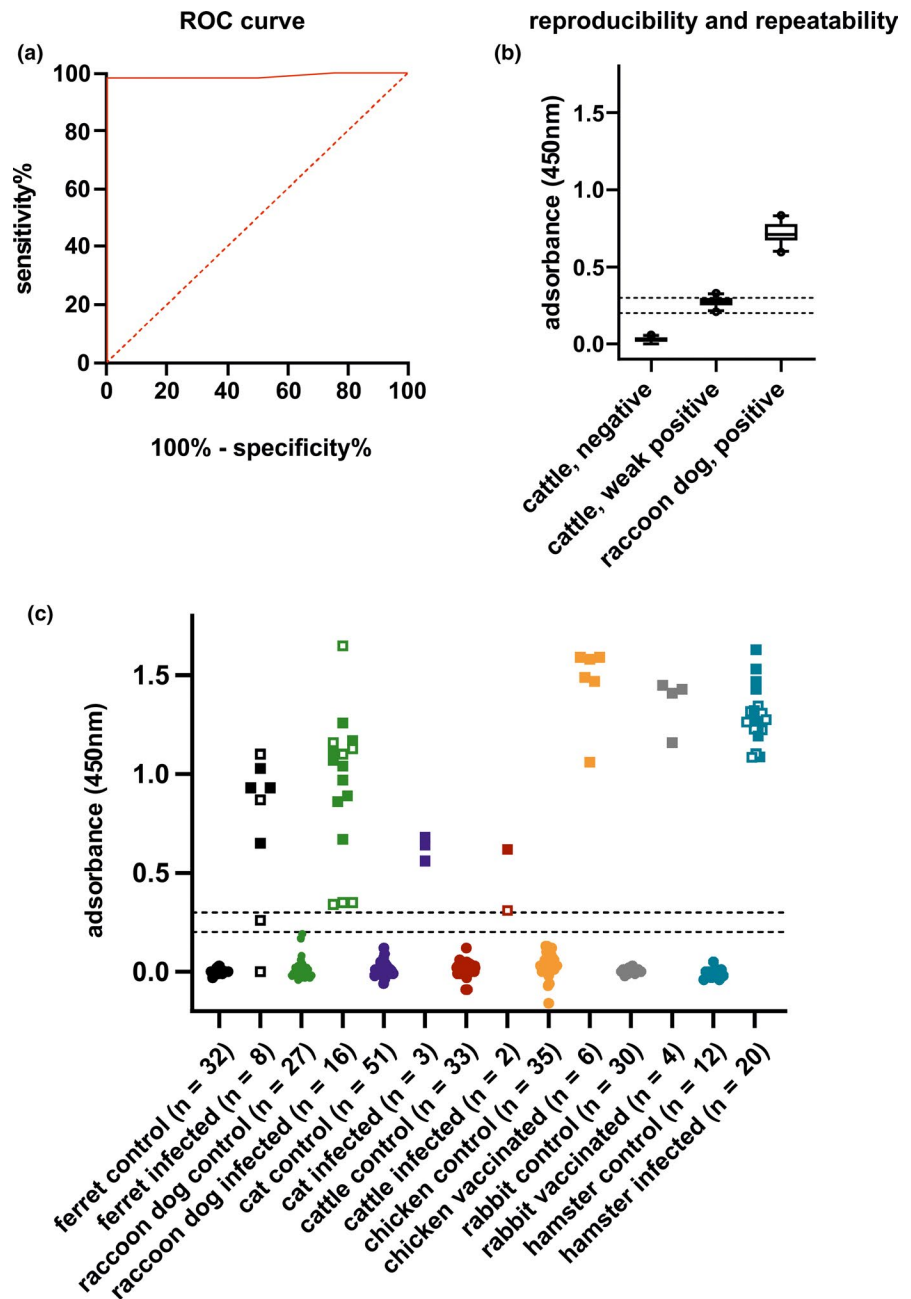 ROC curve
(a)
100
80
60
40
20
0
sensitivity%
0 20 40 60 80 100
100% - specificity%
reproducibility and repeatability
(b)
1.5
1.0
0.5
0.0
adsorbance (450nm)
cattle, negative
cattle, weak positive
raccoon dog, positive
(c)
1.5
1.0
0.5
0.0
adsorbance (450nm)
ferret control (n = 32)
ferret infected (n = 8)
raccoon dog control (n = 27)
raccoon dog infected (n = 16)
cat control (n = 51)
cat infected (n = 3)
cattle control (n = 33)
cattle infected (n = 2)
chicken control (n = 35)
chicken vaccinated (n = 6)
rabbit control (n = 30)
rabbit vaccinated (n = 4)
hamster control (n = 12)
hamster infected (n = 20)